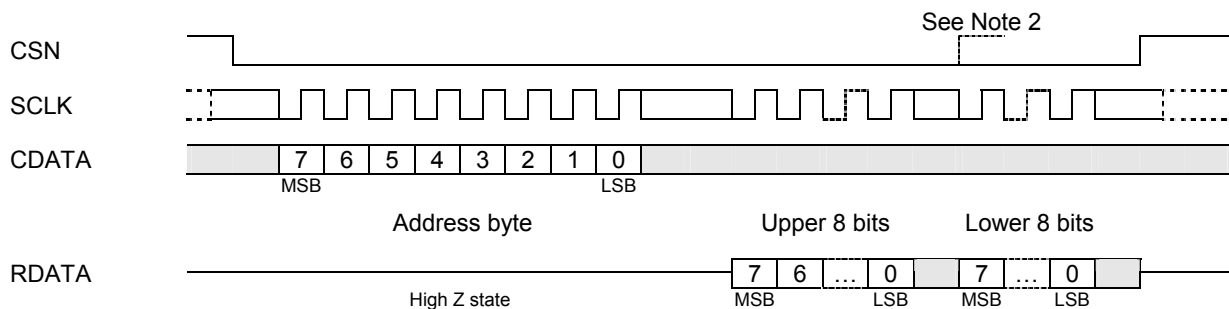 See Note 2
CSN
SCLK
CDATA 7 6 5 4 3 2 1 0
MSB LSB
Address byte Upper 8 bits Lower 8 bits
RDATA 7 6 ... 0 7 ... 0
High Z state MSB LSB MSB LSB